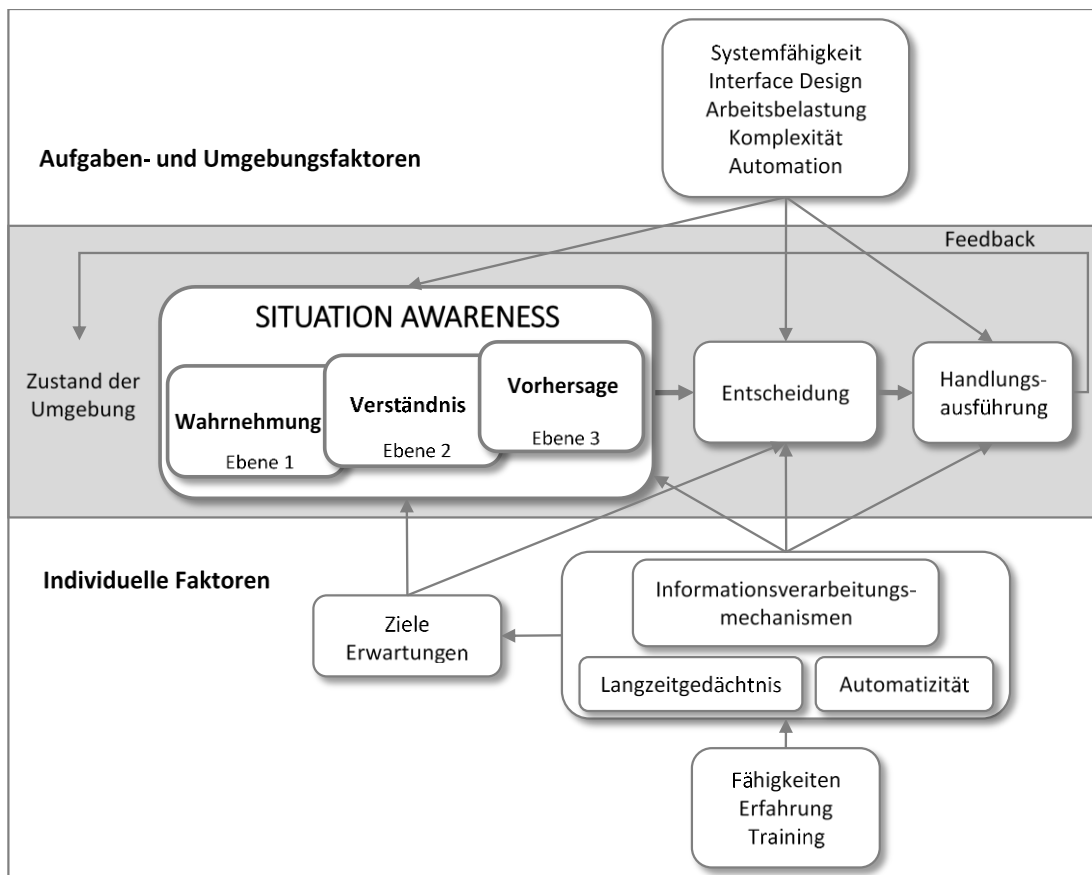 Systemfähigkeit
Interface Design
Arbeitsbelastung
Komplexität
Automation
Aufgaben- und Umgebungsfaktoren
Feedback
SITUATION AWARENESS
Zustand der
Umgebung
Wahrnehmung
Ebene 1
Verständnis
Ebene 2
Vorhersage
Ebene 3
Entscheidung
Handlungs-
ausführung
Individuelle Faktoren
Ziele
Erwartungen
Informationsverarbeitungs-
mechanismen
Langzeitgedächtnis
Automatizität
Fähigkeiten
Erfahrung
Training